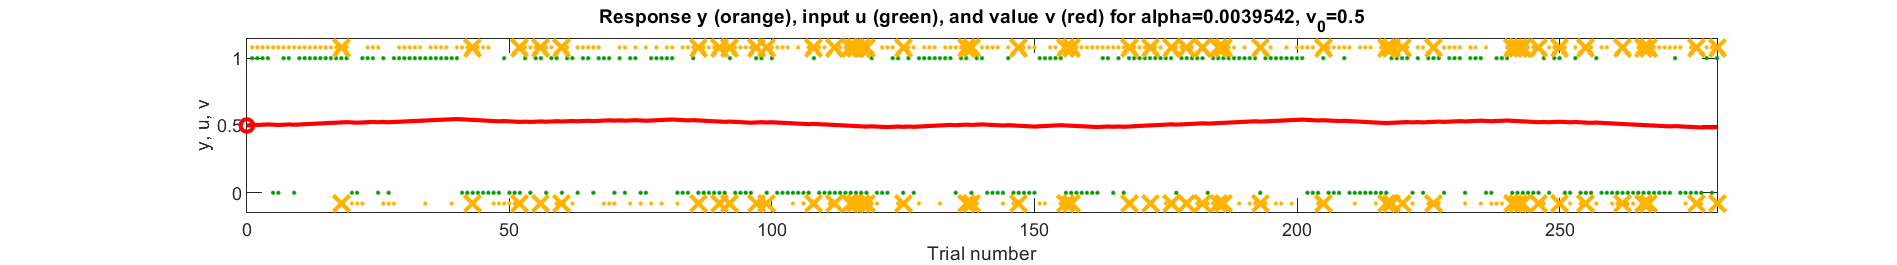 Response y (orange), input u (green), and value v (red) for alpha=0.0039542, v0=0.5
y, u, v
1
0.5
0
0 50 100 150 200 250
Trial number